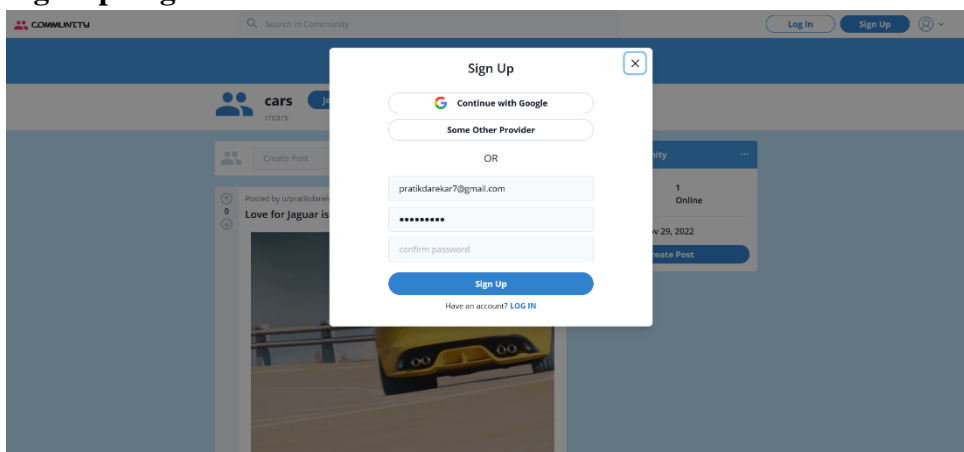 COMMUNITY
Search in Community
Log In
Sign Up
Sign Up
Continue with Google
Some Other Provider
OR
pratikdarekar7@gmail.com
•••••••••
confirm password
Sign Up
Have an account? LOG IN
cars
r/cars
Create Post
Posted by u/pratikdarek
0
Love for Jaguar is
1
Online
29, 2022
Post